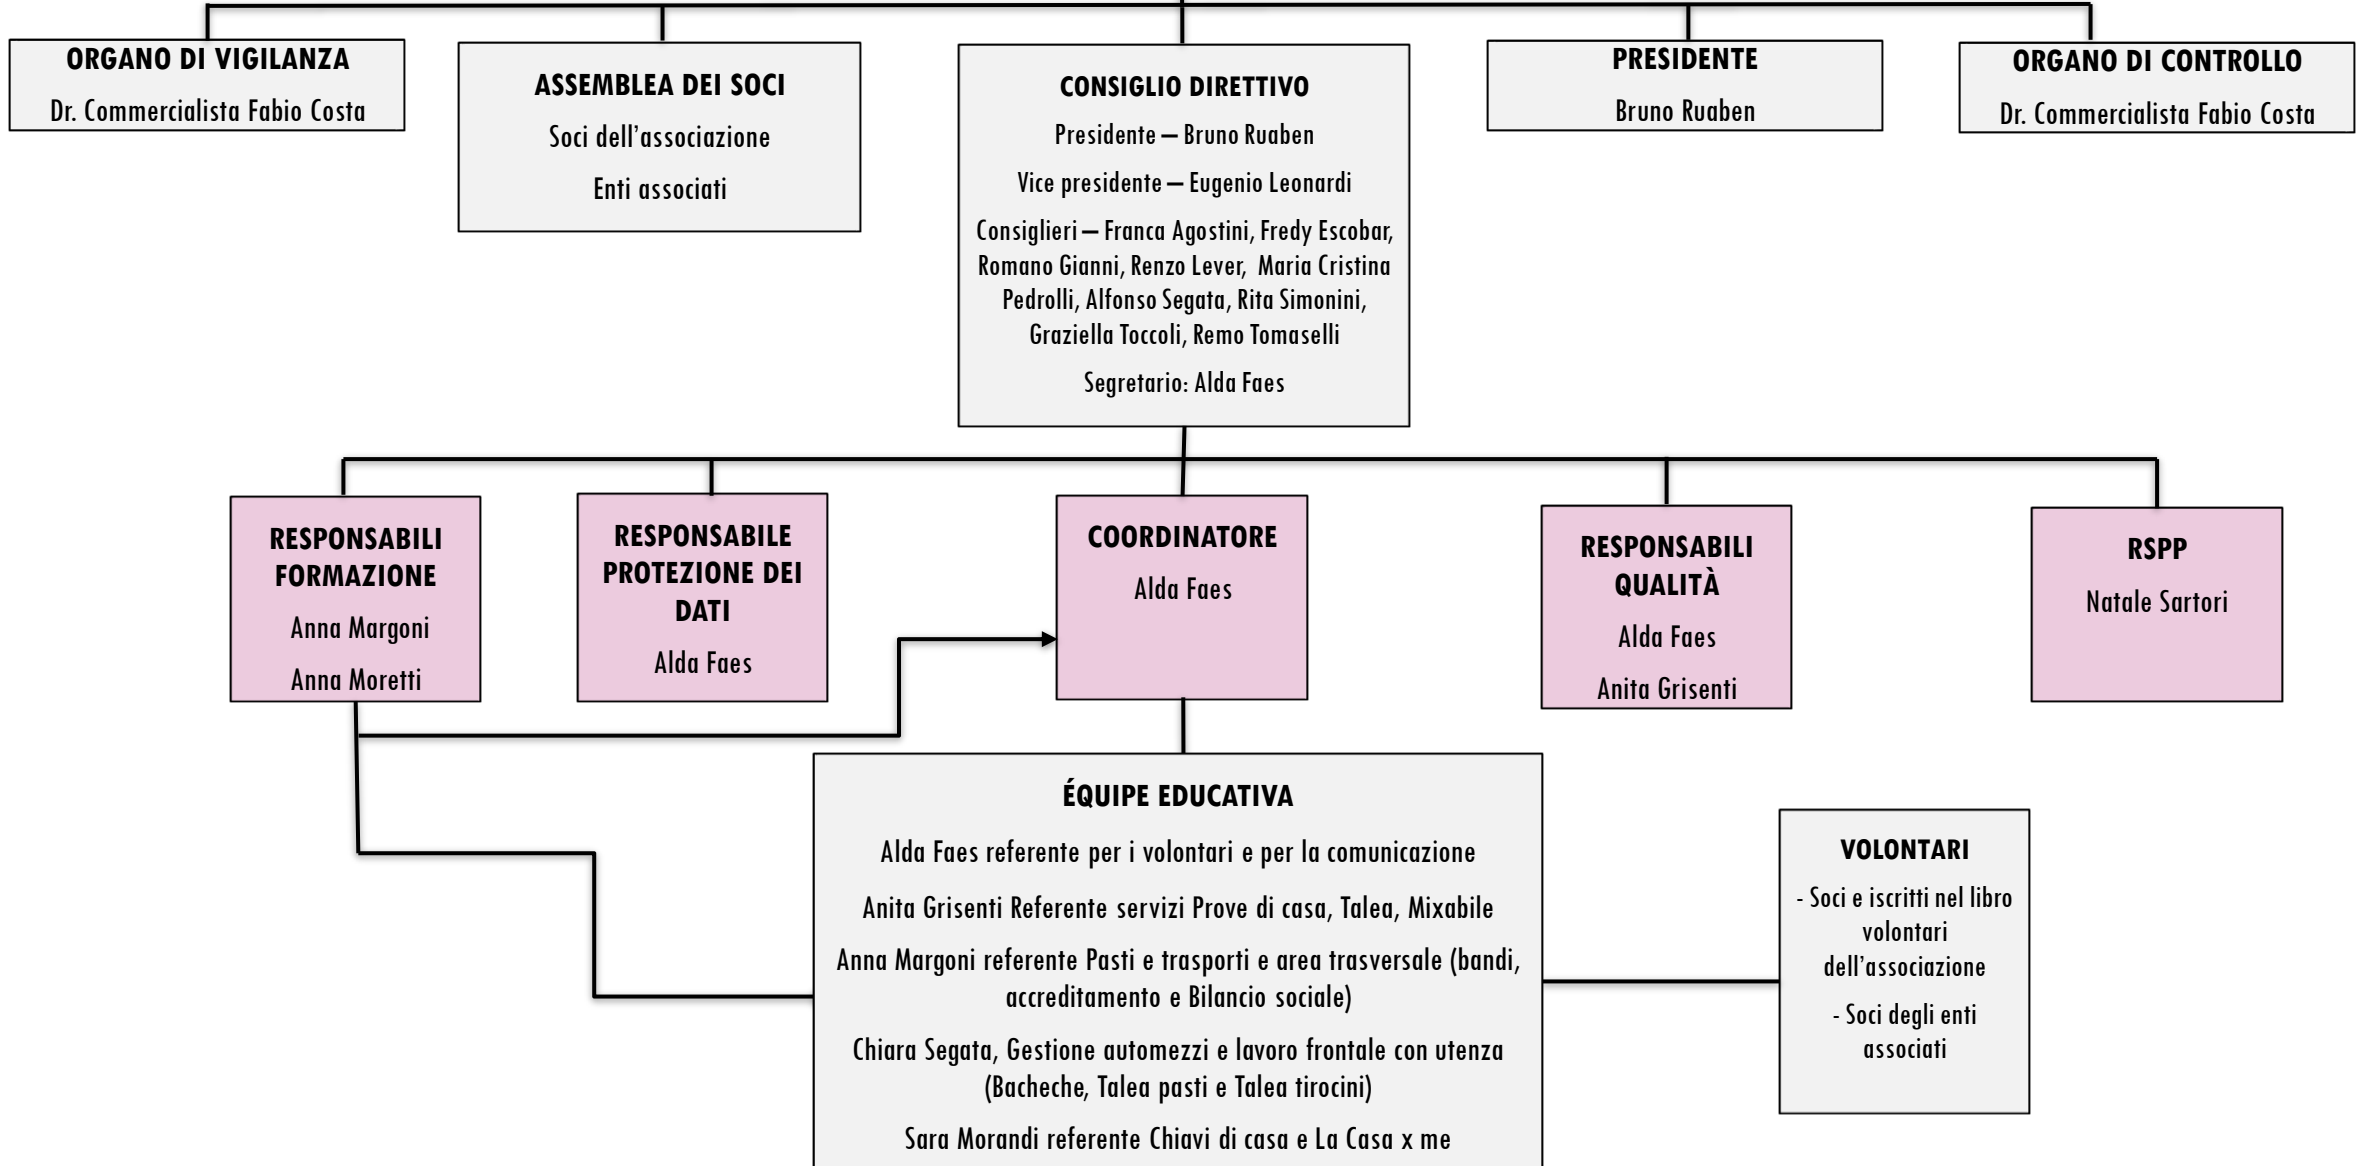 ORGANO DI VIGILANZA
Dr. Commercialista Fabio Costa
ASSEMBLEA DEI SOCI
Soci dell’associazione
Enti associati
CONSIGLIO DIRETTIVO
Presidente – Bruno Ruaben
Vice presidente – Eugenio Leonardi
Consiglieri – Franca Agostini, Fredy Escobar,
Romano Gianni, Renzo Lever, Maria Cristina
Pedrolli, Alfonso Segata, Rita Simonini,
Graziella Toccoli, Remo Tomaselli
Segretario: Alda Faes
PRESIDENTE
Bruno Ruaben
ORGANO DI CONTROLLO
Dr. Commercialista Fabio Costa
RESPONSABILI
FORMAZIONE
Anna Margoni
Anna Moretti
RESPONSABILE
PROTEZIONE DEI
DATI
Alda Faes
COORDINATORE
Alda Faes
RESPONSABILI
QUALITÀ
Alda Faes
Anita Grisenti
RSPP
Natale Sartori
ÉQUIPE EDUCATIVA
Alda Faes referente per i volontari e per la comunicazione
Anita Grisenti Referente servizi Prove di casa, Talea, Mixabile
Anna Margoni referente Pasti e trasporti e area trasversale (bandi,
accreditamento e Bilancio sociale)
Chiara Segata, Gestione automezzi e lavoro frontale con utenza
(Bacheche, Talea pasti e Talea tirocini)
Sara Morandi referente Chiavi di casa e La Casa x me
VOLONTARI
- Soci e iscritti nel libro
volontari
dell’associazione
- Soci degli enti
associati